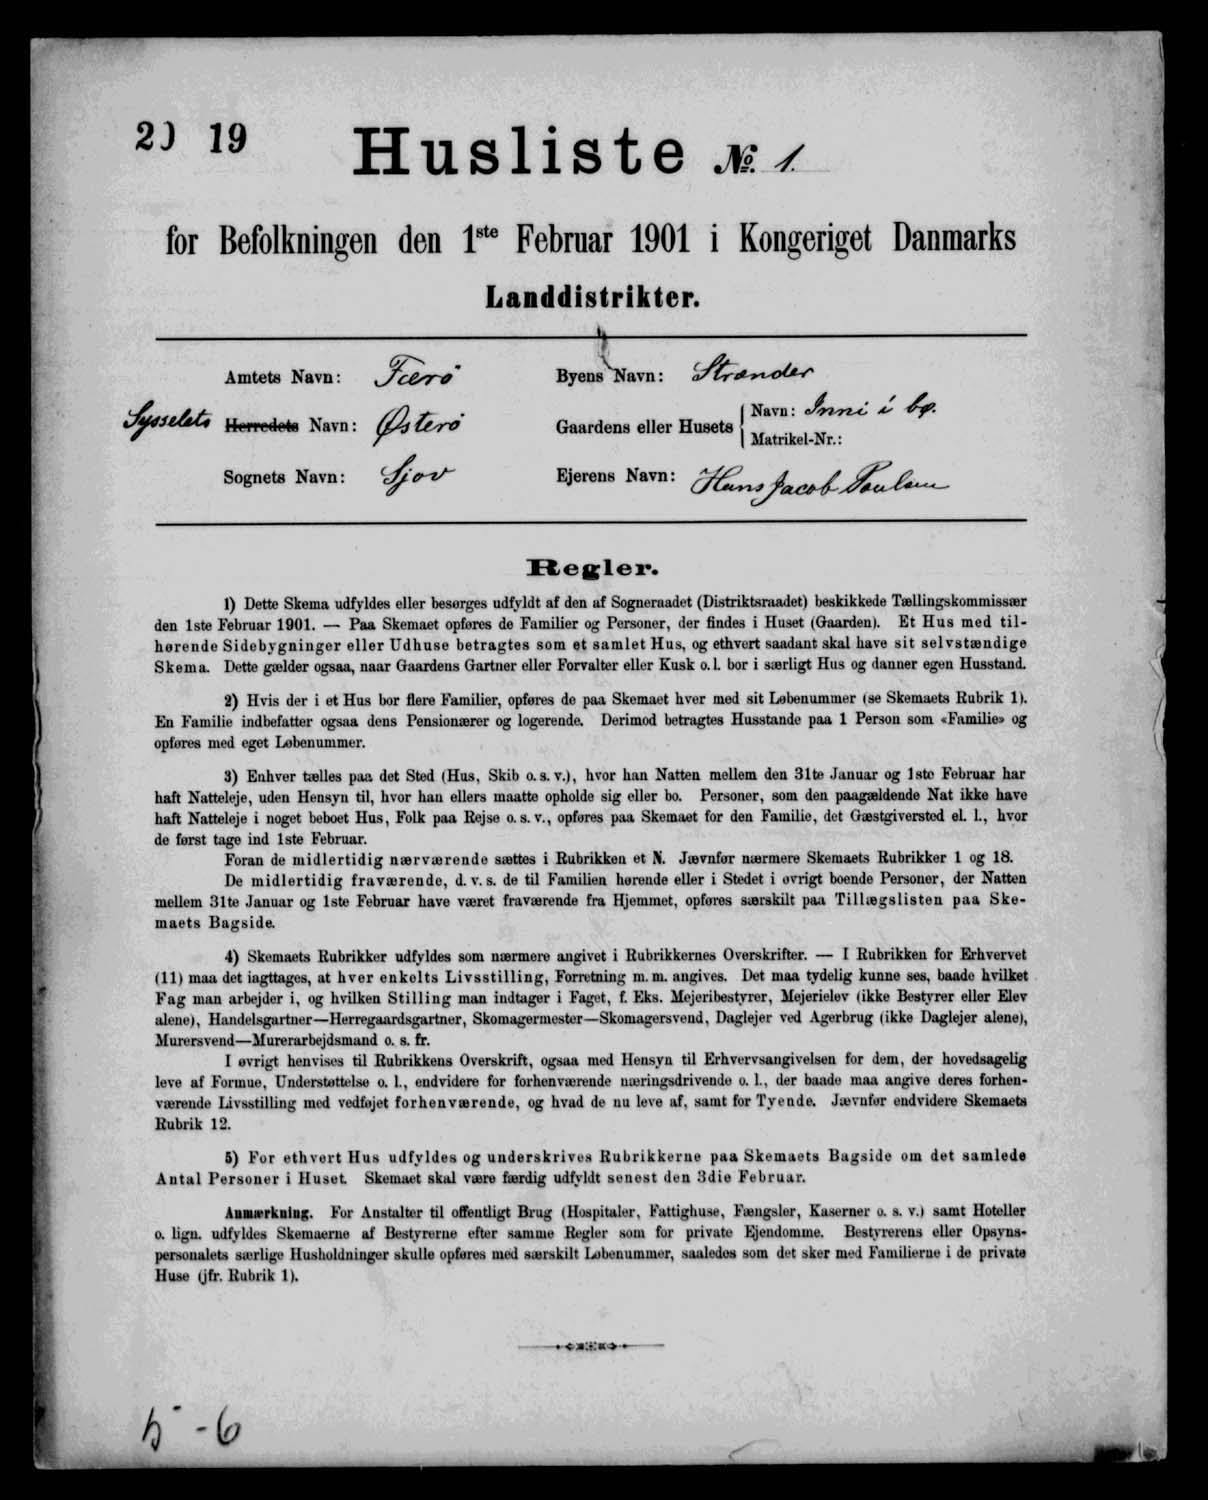 2) 19
Husliste No. 1.
for Befolkningen den 1ste Februar 1901 i Kongeriget Danmarks
Landdistrikter.
Amtets Navn: Færö
Byens Navn: Strænder
Sysselets Herredets Navn: Østerö
Gaardens eller Husets Navn: Inni i bø.
Matrikel-Nr.:
Sognets Navn: Sjov
Ejerens Navn: Hans Jacob Poulsen
Regler.
1) Dette Skema udfyldes eller besørges udfyldt af den af Sogneraadet (Distriktsraadet) beskikkede Tællingskommissær
den 1ste Februar 1901. — Paa Skemaet opføres de Familier og Personer, der findes i Huset (Gaarden). Et Hus med til-
hørende Sidebygninger eller Udhuse betragtes som et samlet Hus, og ethvert saadant skal have sit selvstændige
Skema. Dette gælder ogsaa, naar Gaardens Gartner eller Forvalter eller Kusk o. l. bor i særligt Hus og danner egen Husstand.
2) Hvis der i et Hus bor flere Familier, opføres de paa Skemaet hver med sit Løbenummer (se Skemaets Rubrik 1).
En Familie indbefatter ogsaa dens Pensionærer og logerende. Derimod betragtes Husstande paa 1 Person som «Familie» og
opføres med eget Løbenummer.
3) Enhver tælles paa det Sted (Hus, Skib o. s. v.), hvor han Natten mellem den 31te Januar og 1ste Februar har
haft Natteleje, uden Hensyn til, hvor han ellers maatte opholde sig eller bo. Personer, som den paagældende Nat ikke have
haft Natteleje i noget beboet Hus, Folk paa Rejse o. s. v., opføres paa Skemaet for den Familie, det Gæstgiversted el. l., hvor
de først tage ind 1ste Februar.
Foran de midlertidig nærværende sættes i Rubrikken et N. Jævnfør nærmere Skemaets Rubrikker 1 og 18.
De midlertidig fraværende, d. v. s. de til Familien hørende eller i Stedet i øvrigt boende Personer, der Natten
mellem 31te Januar og 1ste Februar have været fraværende fra Hjemmet, opføres særskilt paa Tillægslisten paa Ske-
maets Bagside.
4) Skemaets Rubrikker udfyldes som nærmere angivet i Rubrikkernes Overskrifter. — I Rubrikken for Erhvervet
(11) maa det iagttages, at hver enkelts Livsstilling, Forretning m. m. angives. Det maa tydelig kunne ses, baade hvilket
Fag man arbejder i, og hvilken Stilling man indtager i Faget, f. Eks. Mejeribestyrer, Mejerielev (ikke Bestyrer eller Elev
alene), Handelsgartner—Herregaardsgartner, Skomagermester—Skomagersvend, Daglejer ved Agerbrug (ikke Daglejer alene),
Murersvend—Murerarbejdsmand o. s. fr.
I øvrigt henvises til Rubrikkens Overskrift, ogsaa med Hensyn til Erhvervsangivelsen for dem, der hovedsagelig
leve af Formue, Understøttelse o. l., endvidere for forhenværende næringsdrivende o. l., der baade maa angive deres forhen-
værende Livsstilling med vedføjet forhenværende, og hvad de nu leve af, samt for Tyende. Jævnfør endvidere Skemaets
Rubrik 12.
5) For ethvert Hus udfyldes og underskrives Rubrikkerne paa Skemaets Bagside om det samlede
Antal Personer i Huset. Skemaet skal være færdig udfyldt senest den 3die Februar.
Anmærkning. For Anstalter til offentligt Brug (Hospitaler, Fattighuse, Fængsler, Kaserner o. s. v.) samt Hoteller
o. lign. udfyldes Skemaerne af Bestyrerne efter samme Regler som for private Ejendomme. Bestyrerens eller Opsyns-
personalets særlige Husholdninger skulle opføres med særskilt Løbenummer, saaledes som det sker med Familierne i de private
Huse (jfr. Rubrik 1).
5 - 6